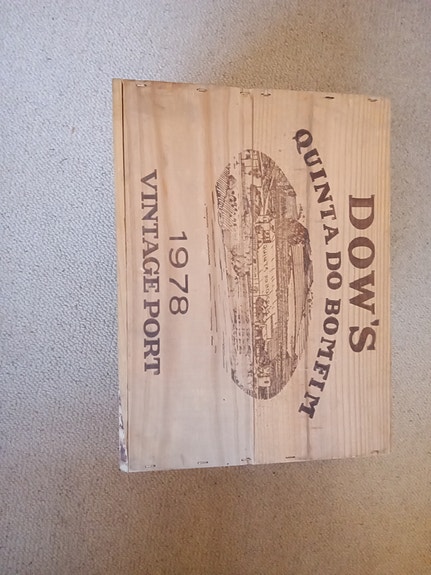 DOW'S
QUINTA DO BOMFIM
1978
VINTAGE PORT